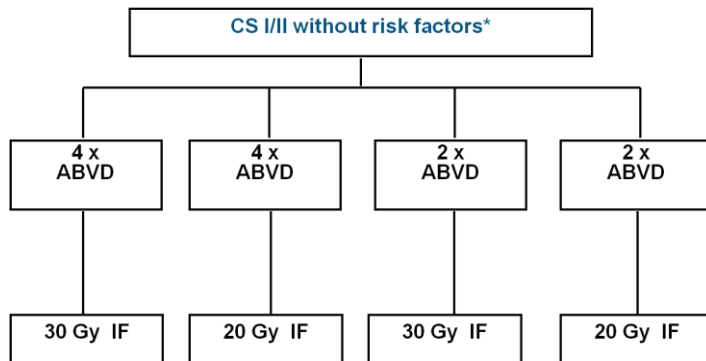 CS I/II without risk factors*
4 x
ABVD
4 x
ABVD
2 x
ABVD
2 x
ABVD
30 Gy IF
20 Gy IF
30 Gy IF
20 Gy IF